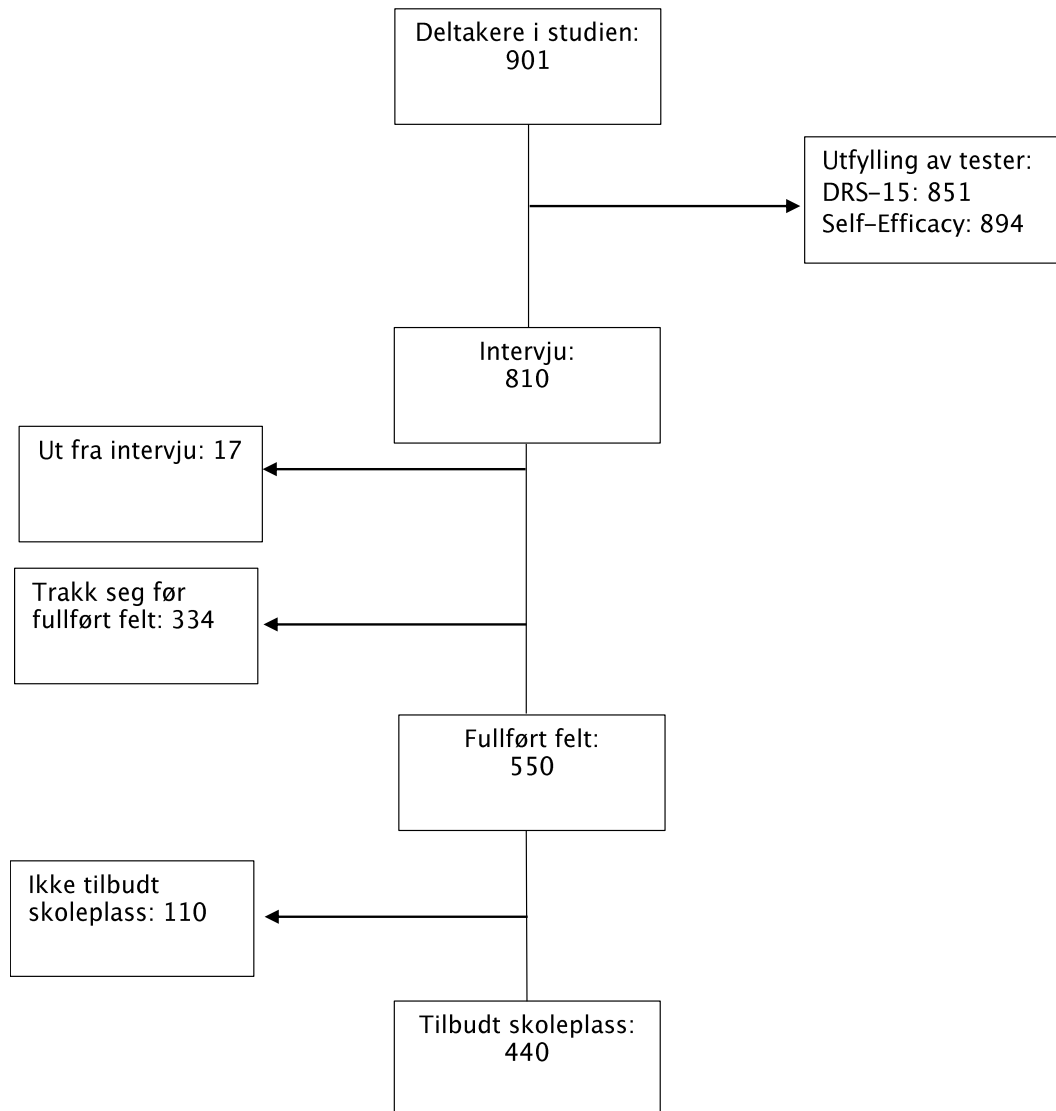 Deltakere i studien:
901
Utfylling av tester:
DRS–15: 851
Self–Efficacy: 894
Intervju:
810
Ut fra intervju: 17
Trakk seg før
fullført felt: 334
Fullført felt:
550
Ikke tilbudt
skoleplass: 110
Tilbudt skoleplass:
440